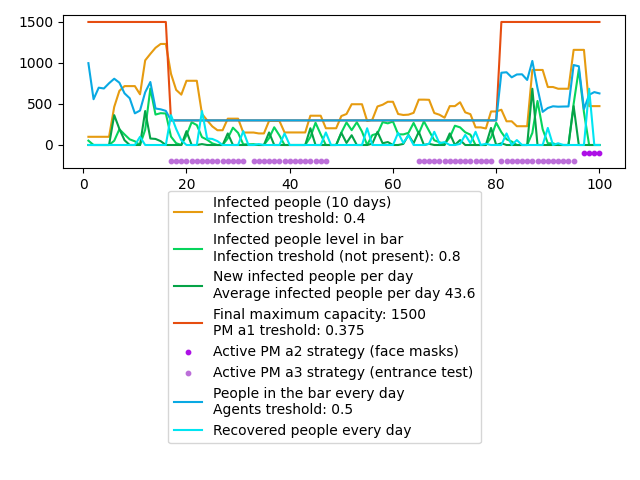 1500
1000
500
0
0
20
40
60
80
100
Infected people (10 days)
Infection treshold: 0.4
Infected people level in bar
Infection treshold (not present): 0.8
New infected people per day
Average infected people per day 43.6
Final maximum capacity: 1500
PM a1 treshold: 0.375
Active PM a2 strategy (face masks)
Active PM a3 strategy (entrance test)
People in the bar every day
Agents treshold: 0.5
Recovered people every day